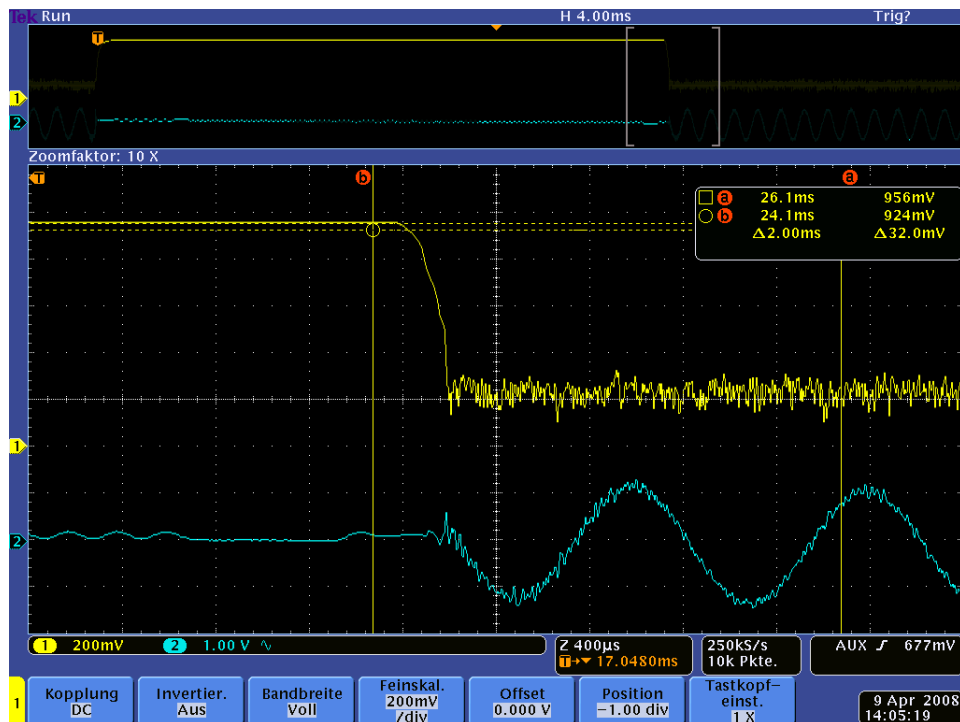 Tek Run H 4.00ms Trig?
T
1
2
Zoomfaktor: 10 X
T b a
a 26.1ms 956mV
b 24.1ms 924mV
Δ2.00ms Δ32.0mV
1
2
1 200mV 2 1.00 V ∿
Z 400µs
T→▾ 17.0480ms
250kS/s
10k Pkte.
AUX ʃ 677mV
1
Kopplung
DC
Invertier.
Aus
Bandbreite
Voll
Feinskal.
200mV
/div
Offset
0.000 V
Position
−1.00 div
Tastkopf−
einst.
1 X
9 Apr 2008
14:05:19